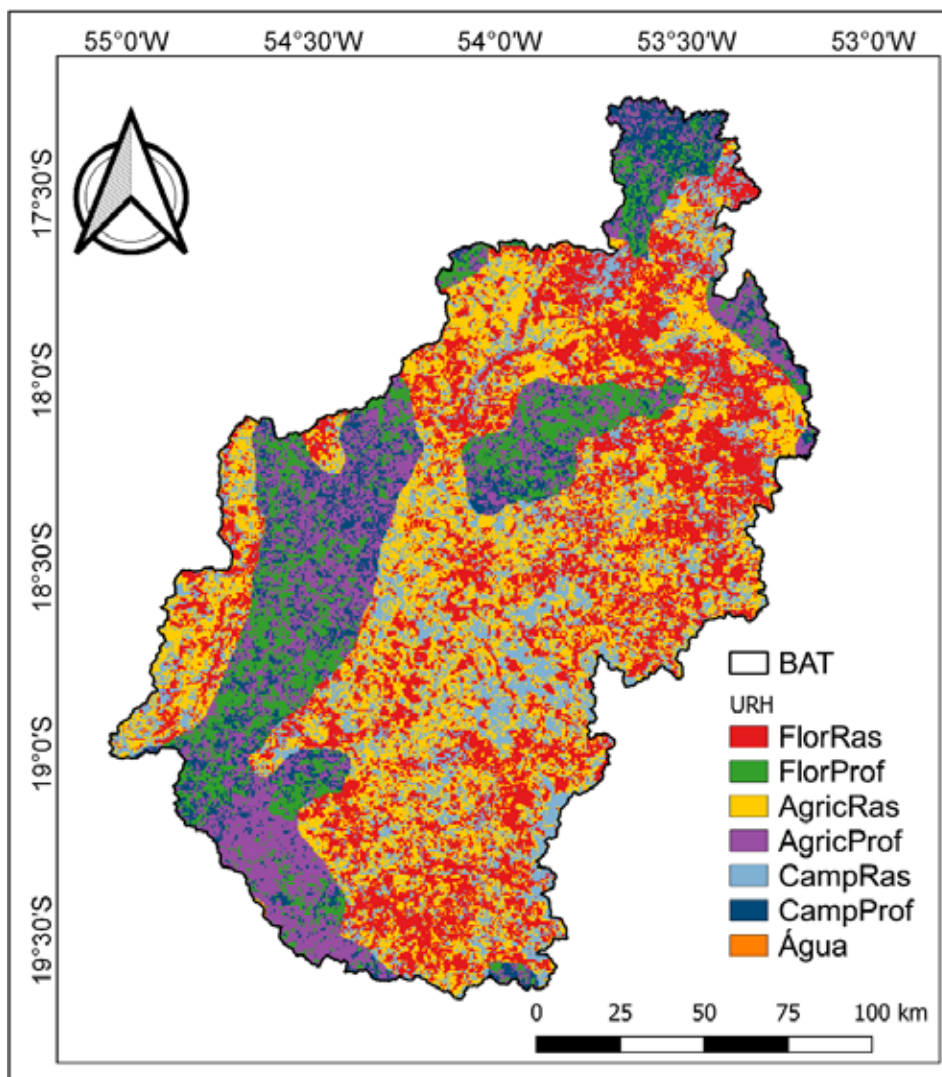 55°0'W 54°30'W 54°0'W 53°30'W 53°0'W
17°30'S
18°0'S
18°30'S
19°0'S
19°30'S
BAT
URH
FlorRas
FlorProf
AgricRas
AgricProf
CampRas
CampProf
Água
0 25 50 75 100 km